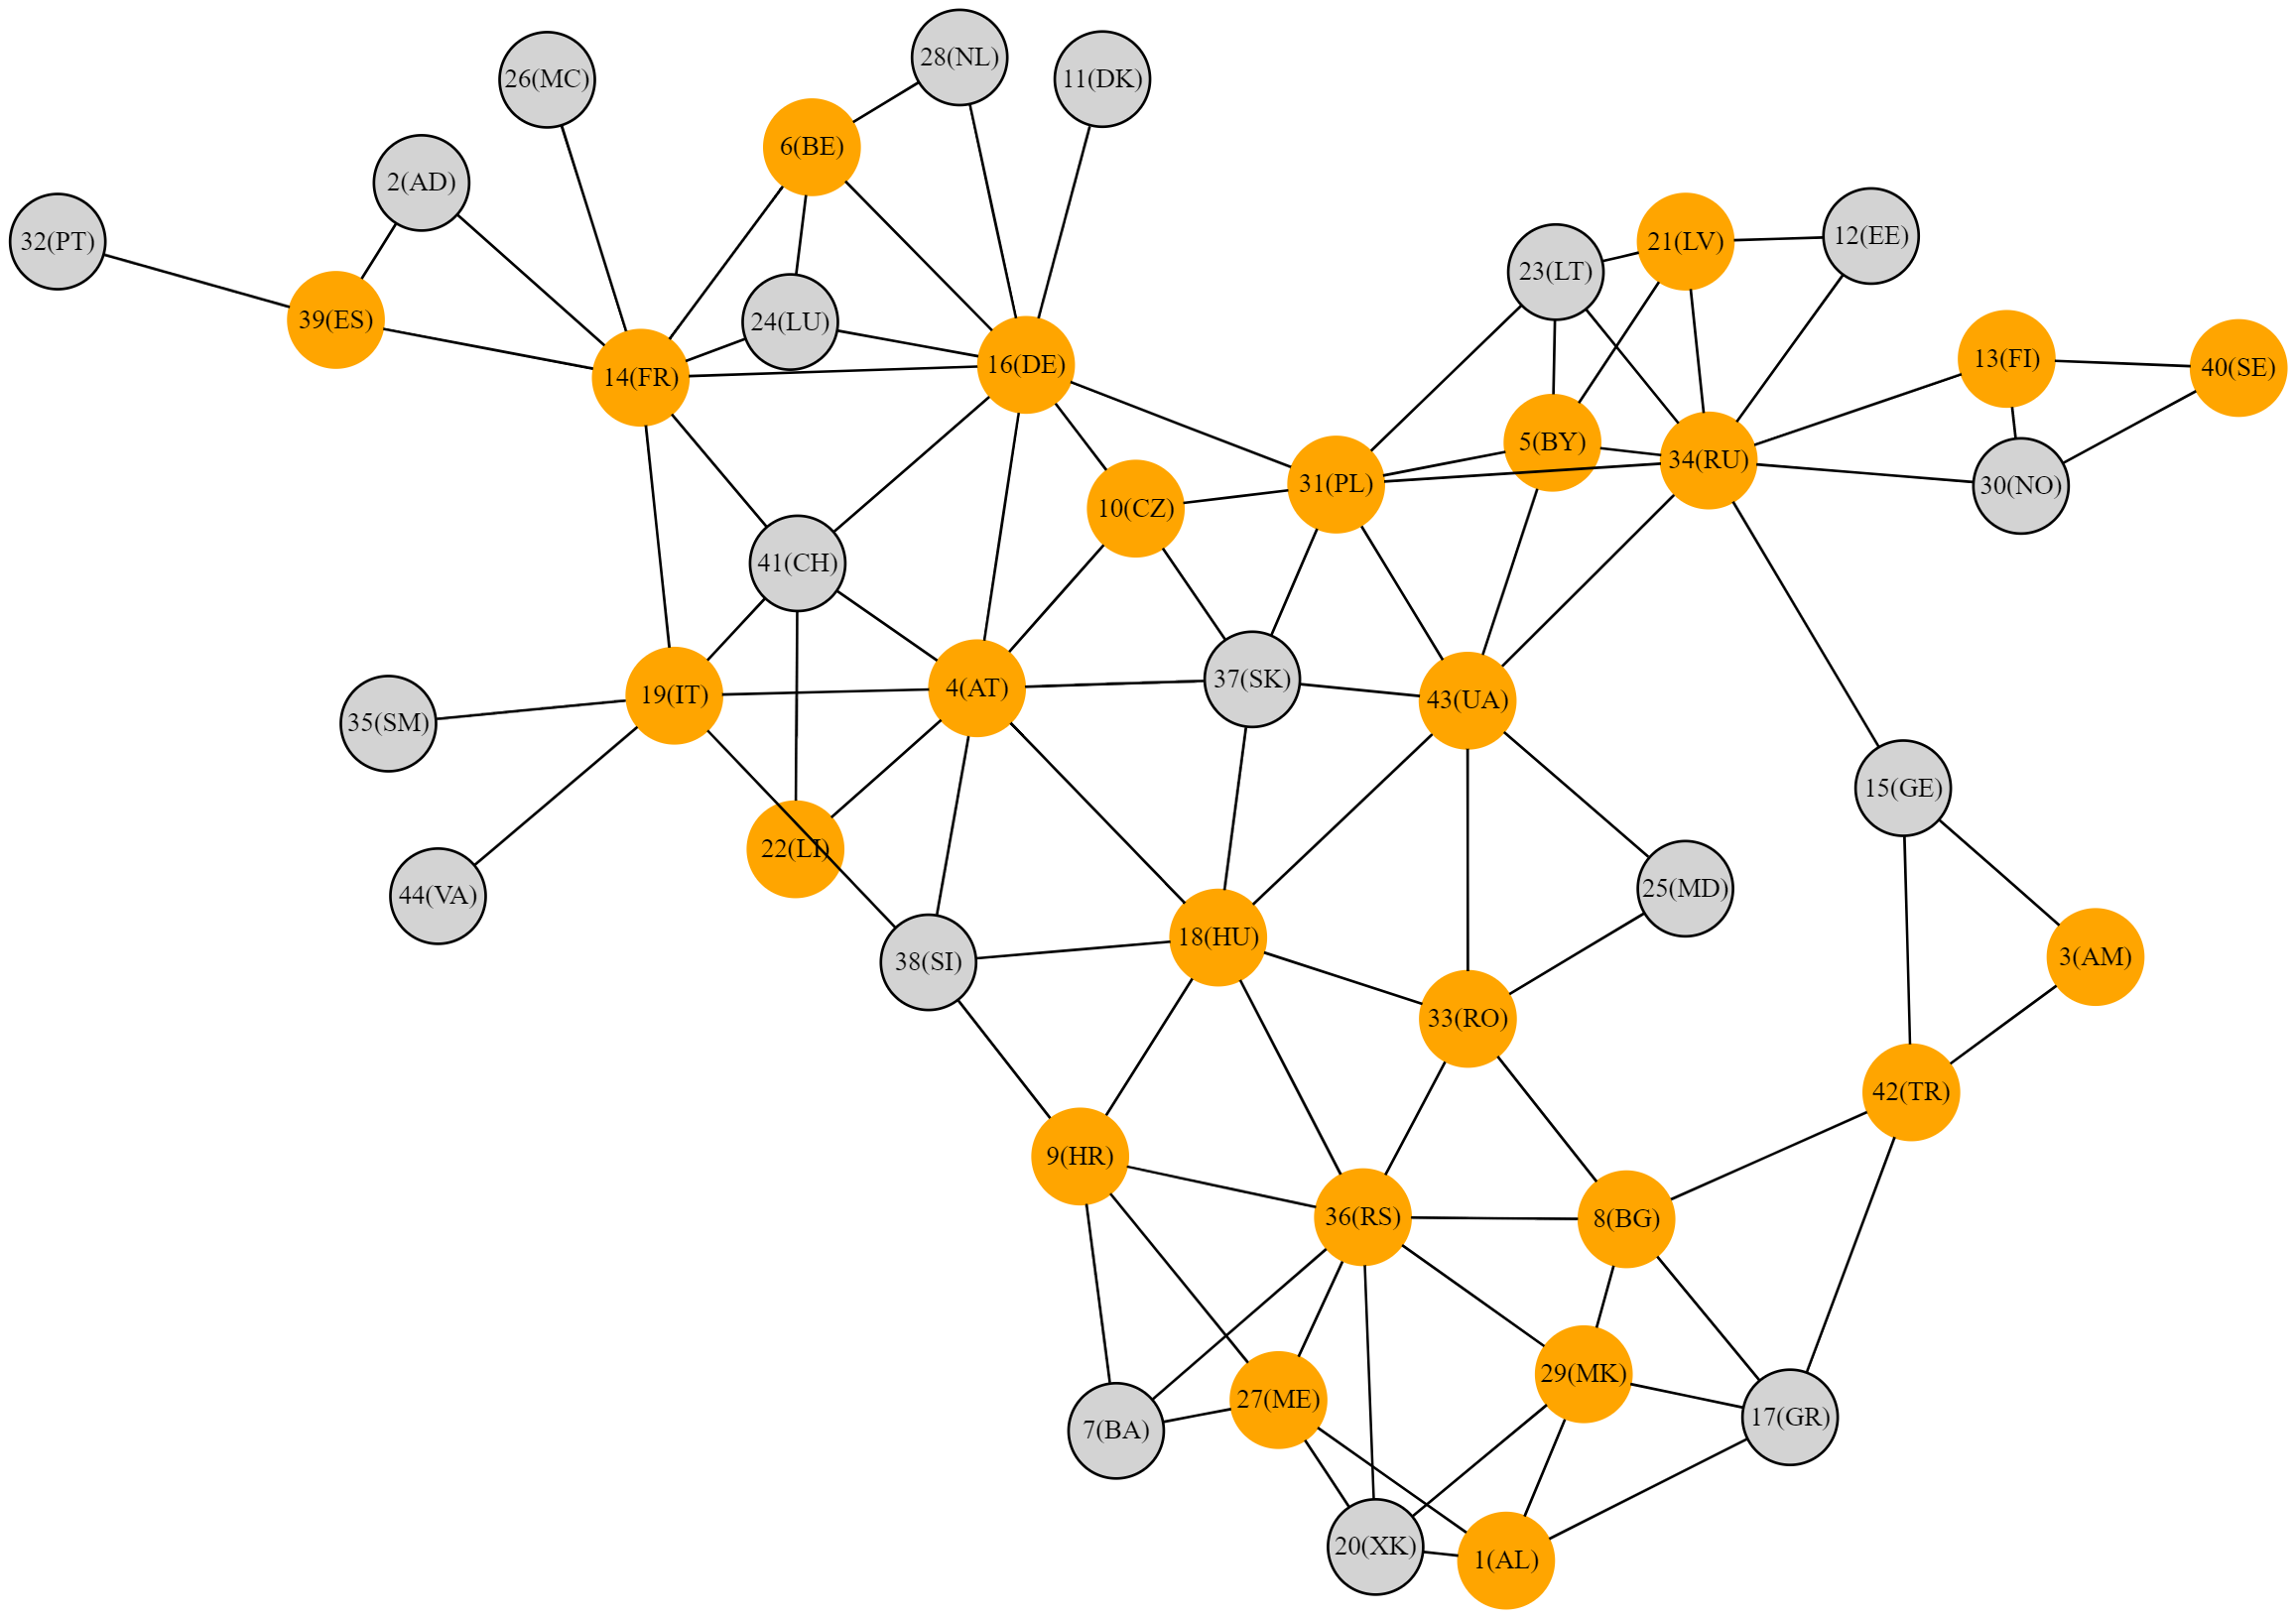 28(NL)
26(MC)
11(DK)
6(BE)
2(AD)
32(PT)
12(EE)
21(LV)
23(LT)
39(ES)
24(LU)
13(FI)
16(DE)
40(SE)
14(FR)
5(BY)
34(RU)
31(PL)
30(NO)
10(CZ)
41(CH)
37(SK)
4(AT)
19(IT)
43(UA)
35(SM)
15(GE)
22(LI)
25(MD)
44(VA)
18(HU)
3(AM)
38(SI)
33(RO)
42(TR)
9(HR)
36(RS)
8(BG)
29(MK)
27(ME)
17(GR)
7(BA)
20(XK)
1(AL)